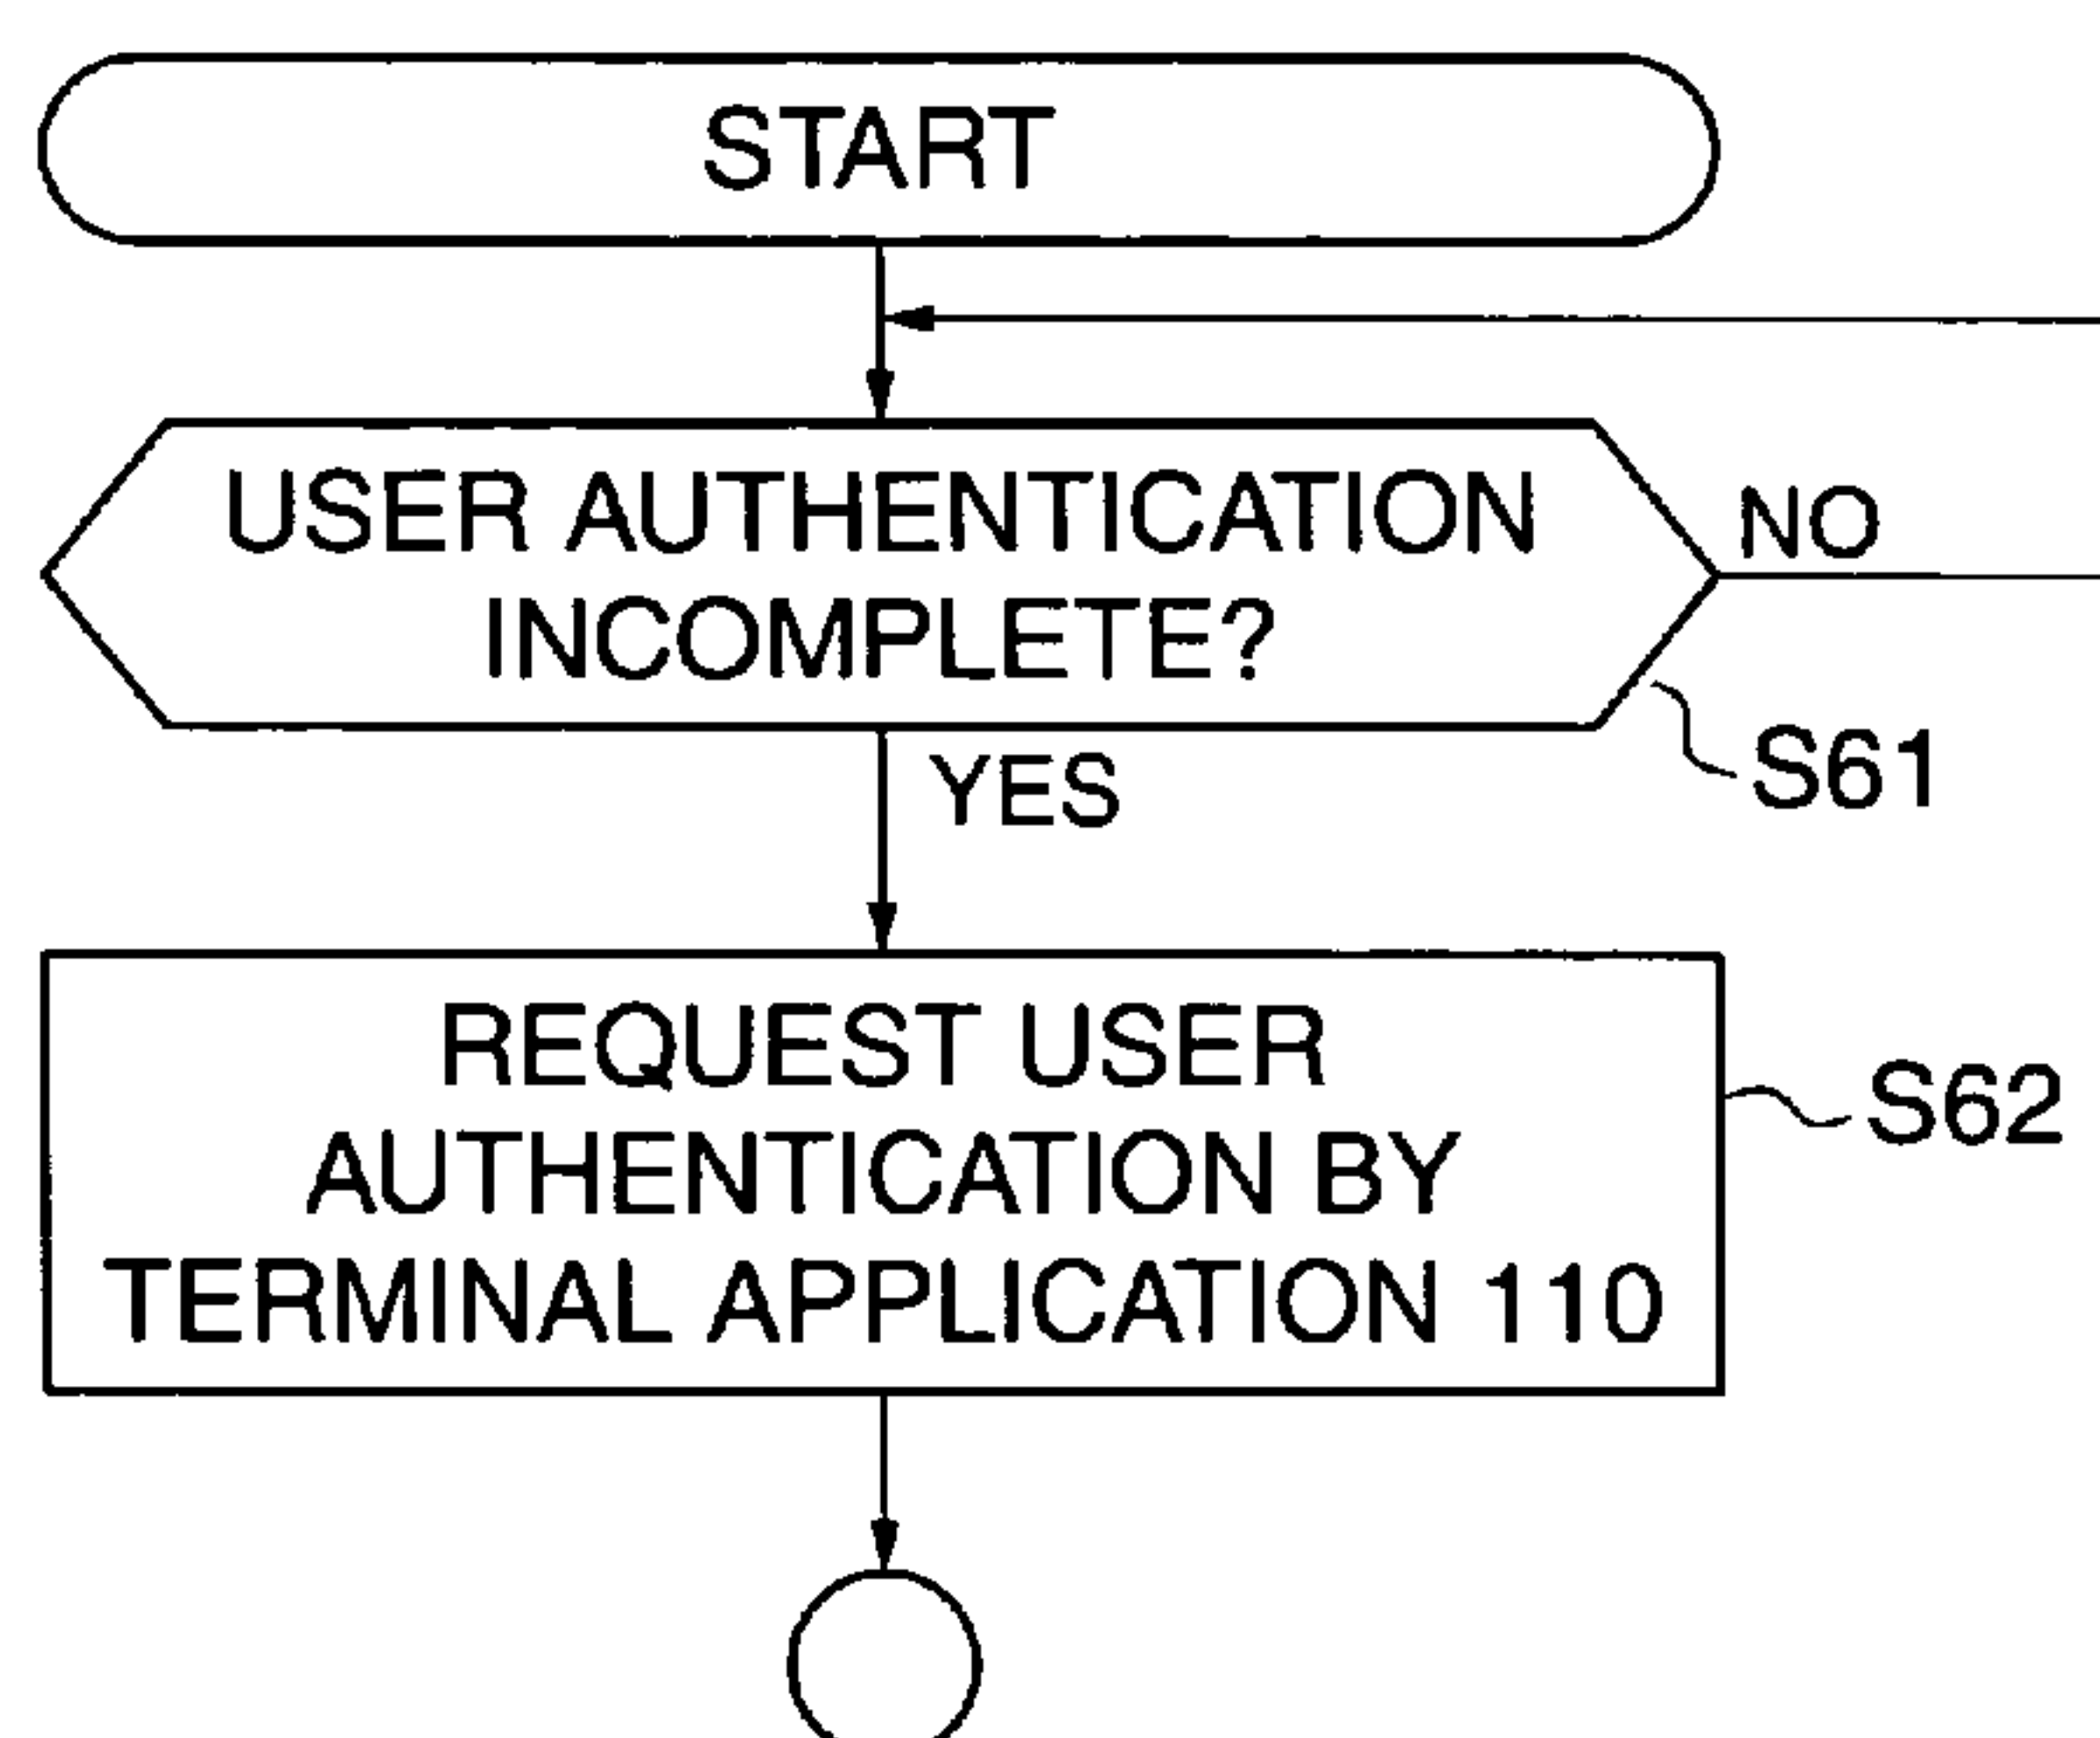 START
USER AUTHENTICATION
INCOMPLETE?
NO
S61
YES
REQUEST USER
AUTHENTICATION BY
TERMINAL APPLICATION 110
S62